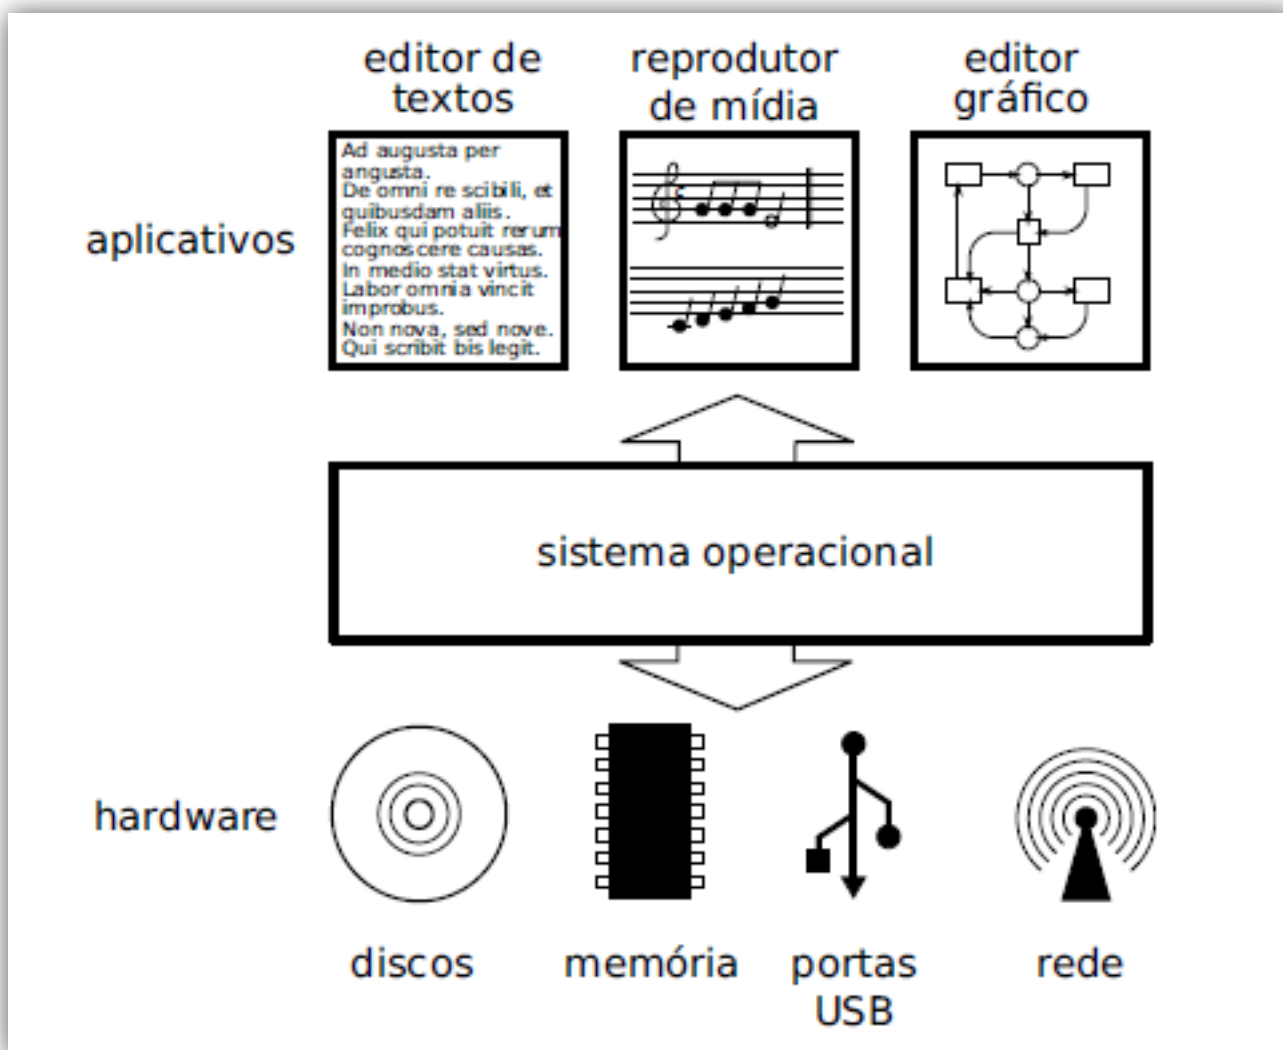 editor de
textos
reprodutor
de mídia
editor
gráfico
aplicativos
Ad augusta per
angusta.
De omni re scibili, et
quibusdam aliis.
Felix qui potuit rerum
cognoscere causas.
In medio stat virtus.
Labor omnia vincit
improbus.
Non nova, sed nove.
Qui scribit bis legit.
sistema operacional
hardware
discos
memória
portas
USB
rede